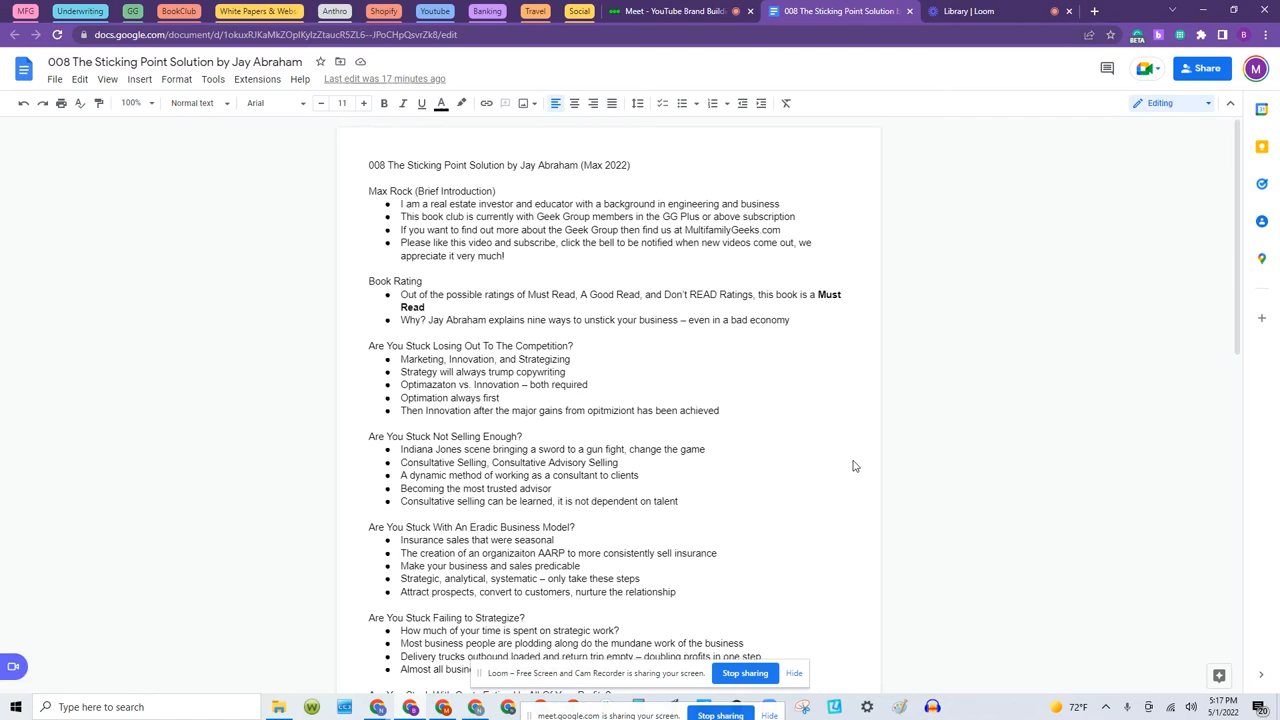 MFG Underwriting GG BookClub White Papers & Webs Anthro Shopify Youtube Banking Travel Social Meet - YouTube Brand Buildi 008 The Sticking Point Solution by Library | Loom
docs.google.com/document/d/1okuxRJKaMkZOpIKyIzZtaucR5ZL6--JPoCHpQsvrZk8/edit
008 The Sticking Point Solution by Jay Abraham
File Edit View Insert Format Tools Extensions Help Last edit was 17 minutes ago
Share
M
100% Normal text Arial 11 Editing
008 The Sticking Point Solution by Jay Abraham (Max 2022)
Max Rock (Brief Introduction)
● I am a real estate investor and educator with a background in engineering and business
● This book club is currently with Geek Group members in the GG Plus or above subscription
● If you want to find out more about the Geek Group then find us at MultifamilyGeeks.com
● Please like this video and subscribe, click the bell to be notified when new videos come out, we
appreciate it very much!
Book Rating
● Out of the possible ratings of Must Read, A Good Read, and Don't READ Ratings, this book is a Must
Read
● Why? Jay Abraham explains nine ways to unstick your business – even in a bad economy
Are You Stuck Losing Out To The Competition?
● Marketing, Innovation, and Strategizing
● Strategy will always trump copywriting
● Optimazaton vs. Innovation – both required
● Optimation always first
● Then Innovation after the major gains from opitmiziont has been achieved
Are You Stuck Not Selling Enough?
● Indiana Jones scene bringing a sword to a gun fight, change the game
● Consultative Selling, Consultative Advisory Selling
● A dynamic method of working as a consultant to clients
● Becoming the most trusted advisor
● Consultative selling can be learned, it is not dependent on talent
Are You Stuck With An Eradic Business Model?
● Insurance sales that were seasonal
● The creation of an organizaiton AARP to more consistently sell insurance
● Make your business and sales predicable
● Strategic, analytical, systematic – only take these steps
● Attract prospects, convert to customers, nurture the relationship
Are You Stuck Failing to Strategize?
● How much of your time is spent on strategic work?
● Most business people are plodding along do the mundane work of the business
● Delivery trucks outbound loaded and return trip empty – doubling profits in one step
● Almost all busin
Loom – Free Screen and Cam Recorder is sharing your screen. Stop sharing Hide
meet.google.com is sharing your screen. Stop sharing Hide
Type here to search
72°F
5:17 PM
5/1/2022
20